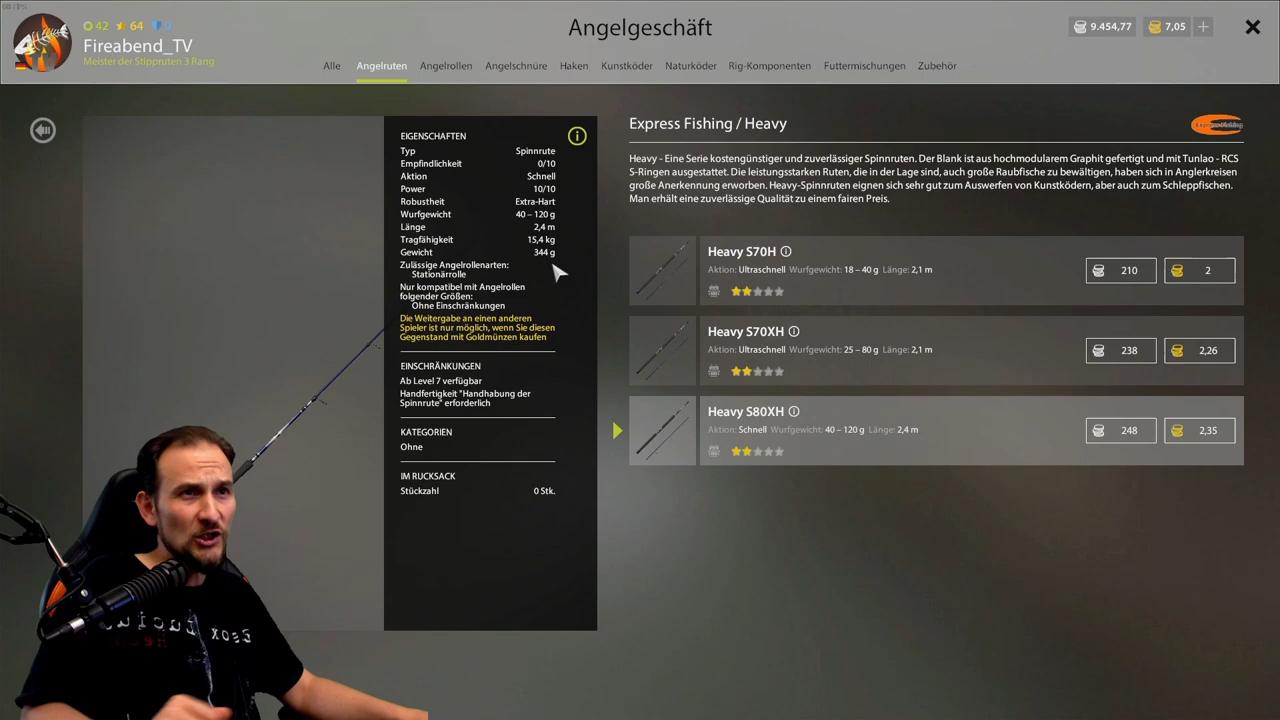 42 64 0
Fireabend_TV
Meister der Stippruten 3 Rang
Angelgeschäft
9.454,77 7,05 +
Alle Angelruten Angelrollen Angelschnüre Haken Kunstköder Naturköder Rig-Komponenten Futtermischungen Zubehör
EIGENSCHAFTEN
Typ Spinnrute
Empfindlichkeit 0/10
Aktion Schnell
Power 10/10
Robustheit Extra-Hart
Wurfgewicht 40 – 120 g
Länge 2,4 m
Tragfähigkeit 15,4 kg
Gewicht 344 g
Zulässige Angelrollenarten:
Stationärrolle
Nur kompatibel mit Angelrollen
folgender Größen:
Ohne Einschränkungen
Die Weitergabe an einen anderen
Spieler ist nur möglich, wenn Sie diesen
Gegenstand mit Goldmünzen kaufen
EINSCHRÄNKUNGEN
Ab Level 7 verfügbar
Handfertigkeit "Handhabung der
Spinnrute" erforderlich
KATEGORIEN
Ohne
IM RUCKSACK
Stückzahl 0 Stk.
Express Fishing / Heavy
Express Fishing
Heavy - Eine Serie kostengünstiger und zuverlässiger Spinnruten. Der Blank ist aus hochmodularem Graphit gefertigt und mit Tunlao - RCS
S-Ringen ausgestattet. Die leistungsstarken Ruten, die in der Lage sind, auch große Raubfische zu bewältigen, haben sich in Anglerkreisen
große Anerkennung erworben. Heavy-Spinnruten eignen sich sehr gut zum Auswerfen von Kunstködern, aber auch zum Schleppfischen.
Man erhält eine zuverlässige Qualität zu einem fairen Preis.
Heavy S70H
Aktion: Ultraschnell Wurfgewicht: 18 – 40 g Länge: 2,1 m
210 2
Heavy S70XH
Aktion: Ultraschnell Wurfgewicht: 25 – 80 g Länge: 2,1 m
238 2,26
Heavy S80XH
Aktion: Schnell Wurfgewicht: 40 – 120 g Länge: 2,4 m
248 2,35
Esox Lucius